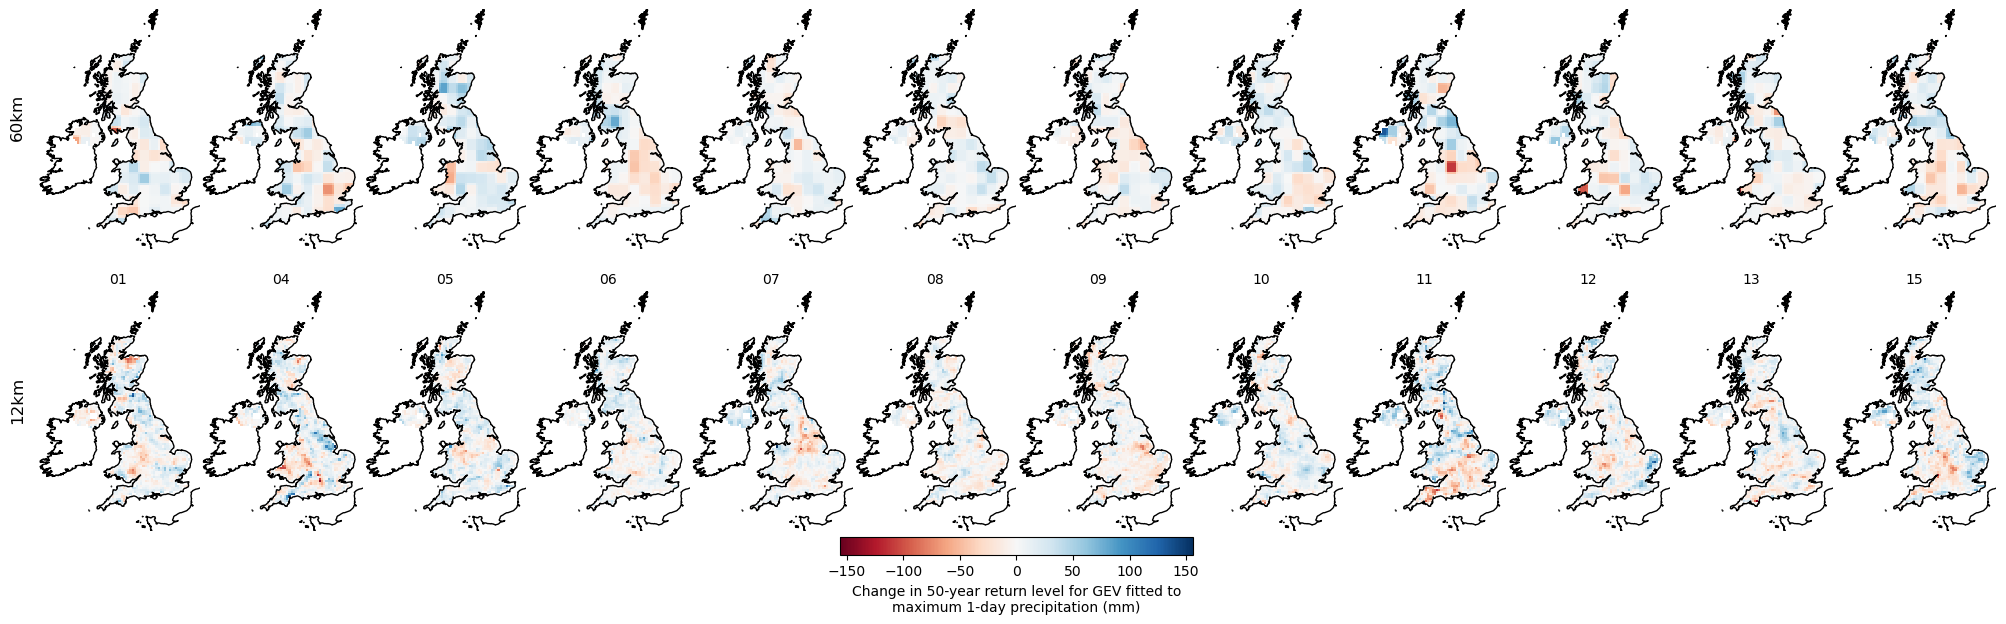 60km
01 04 05 06 07 08 09 10 11 12 13 15
12km
−150 −100 −50 0 50 100 150
Change in 50-year return level for GEV fitted to
maximum 1-day precipitation (mm)